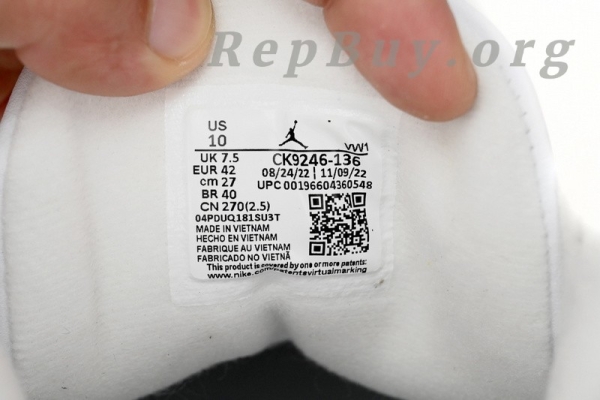 RepBuy.org
US
10
VW1
UK 7.5
EUR 42
cm 27
BR 40
CN 270(2.5)
CK9246-136
08/24/22 | 11/09/22
UPC 00196604360548
04PDUQ181SU3T
MADE IN VIETNAM
HECHO EN VIETNAM
FABRIQUE AU VIETNAM
FABRICADO NO VIETNÃ
This product is covered by one or more patents:
www.nike.com/patentsvirtualmarking